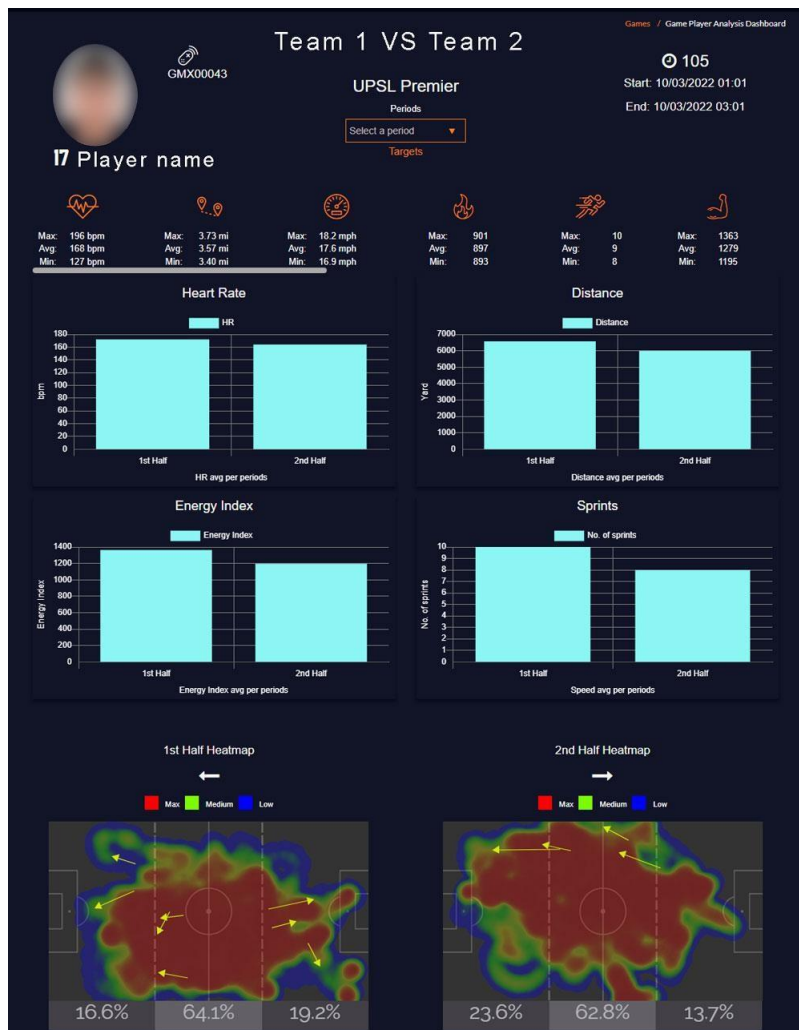 Games / Game Player Analysis Dashboard
Team 1 VS Team 2
GMX00043
105
UPSL Premier
Start: 10/03/2022 01:01
End: 10/03/2022 03:01
Periods
Select a period
Targets
17 Player name
Max: 196 bpm Max: 3.73 mi Max: 18.2 mph Max: 901 Max: 10 Max: 1363
Avg: 168 bpm Avg: 3.57 mi Avg: 17.6 mph Avg: 897 Avg: 9 Avg: 1279
Min: 127 bpm Min: 3.40 mi Min: 16.9 mph Min: 893 Min: 8 Min: 1195
Heart Rate
HR
180
160
140
120
100
80
60
40
20
0
bpm
1st Half 2nd Half
HR avg per periods
Distance
Distance
7000
6000
5000
4000
3000
2000
1000
0
Yard
1st Half 2nd Half
Distance avg per periods
Energy Index
Energy Index
1400
1200
1000
800
600
400
200
0
Energy Index
1st Half 2nd Half
Energy Index avg per periods
Sprints
No. of sprints
10
9
8
7
6
5
4
3
2
1
0
No. of sprints
1st Half 2nd Half
Speed avg per periods
1st Half Heatmap
Max Medium Low
16.6% 64.1% 19.2%
2nd Half Heatmap
Max Medium Low
23.6% 62.8% 13.7%